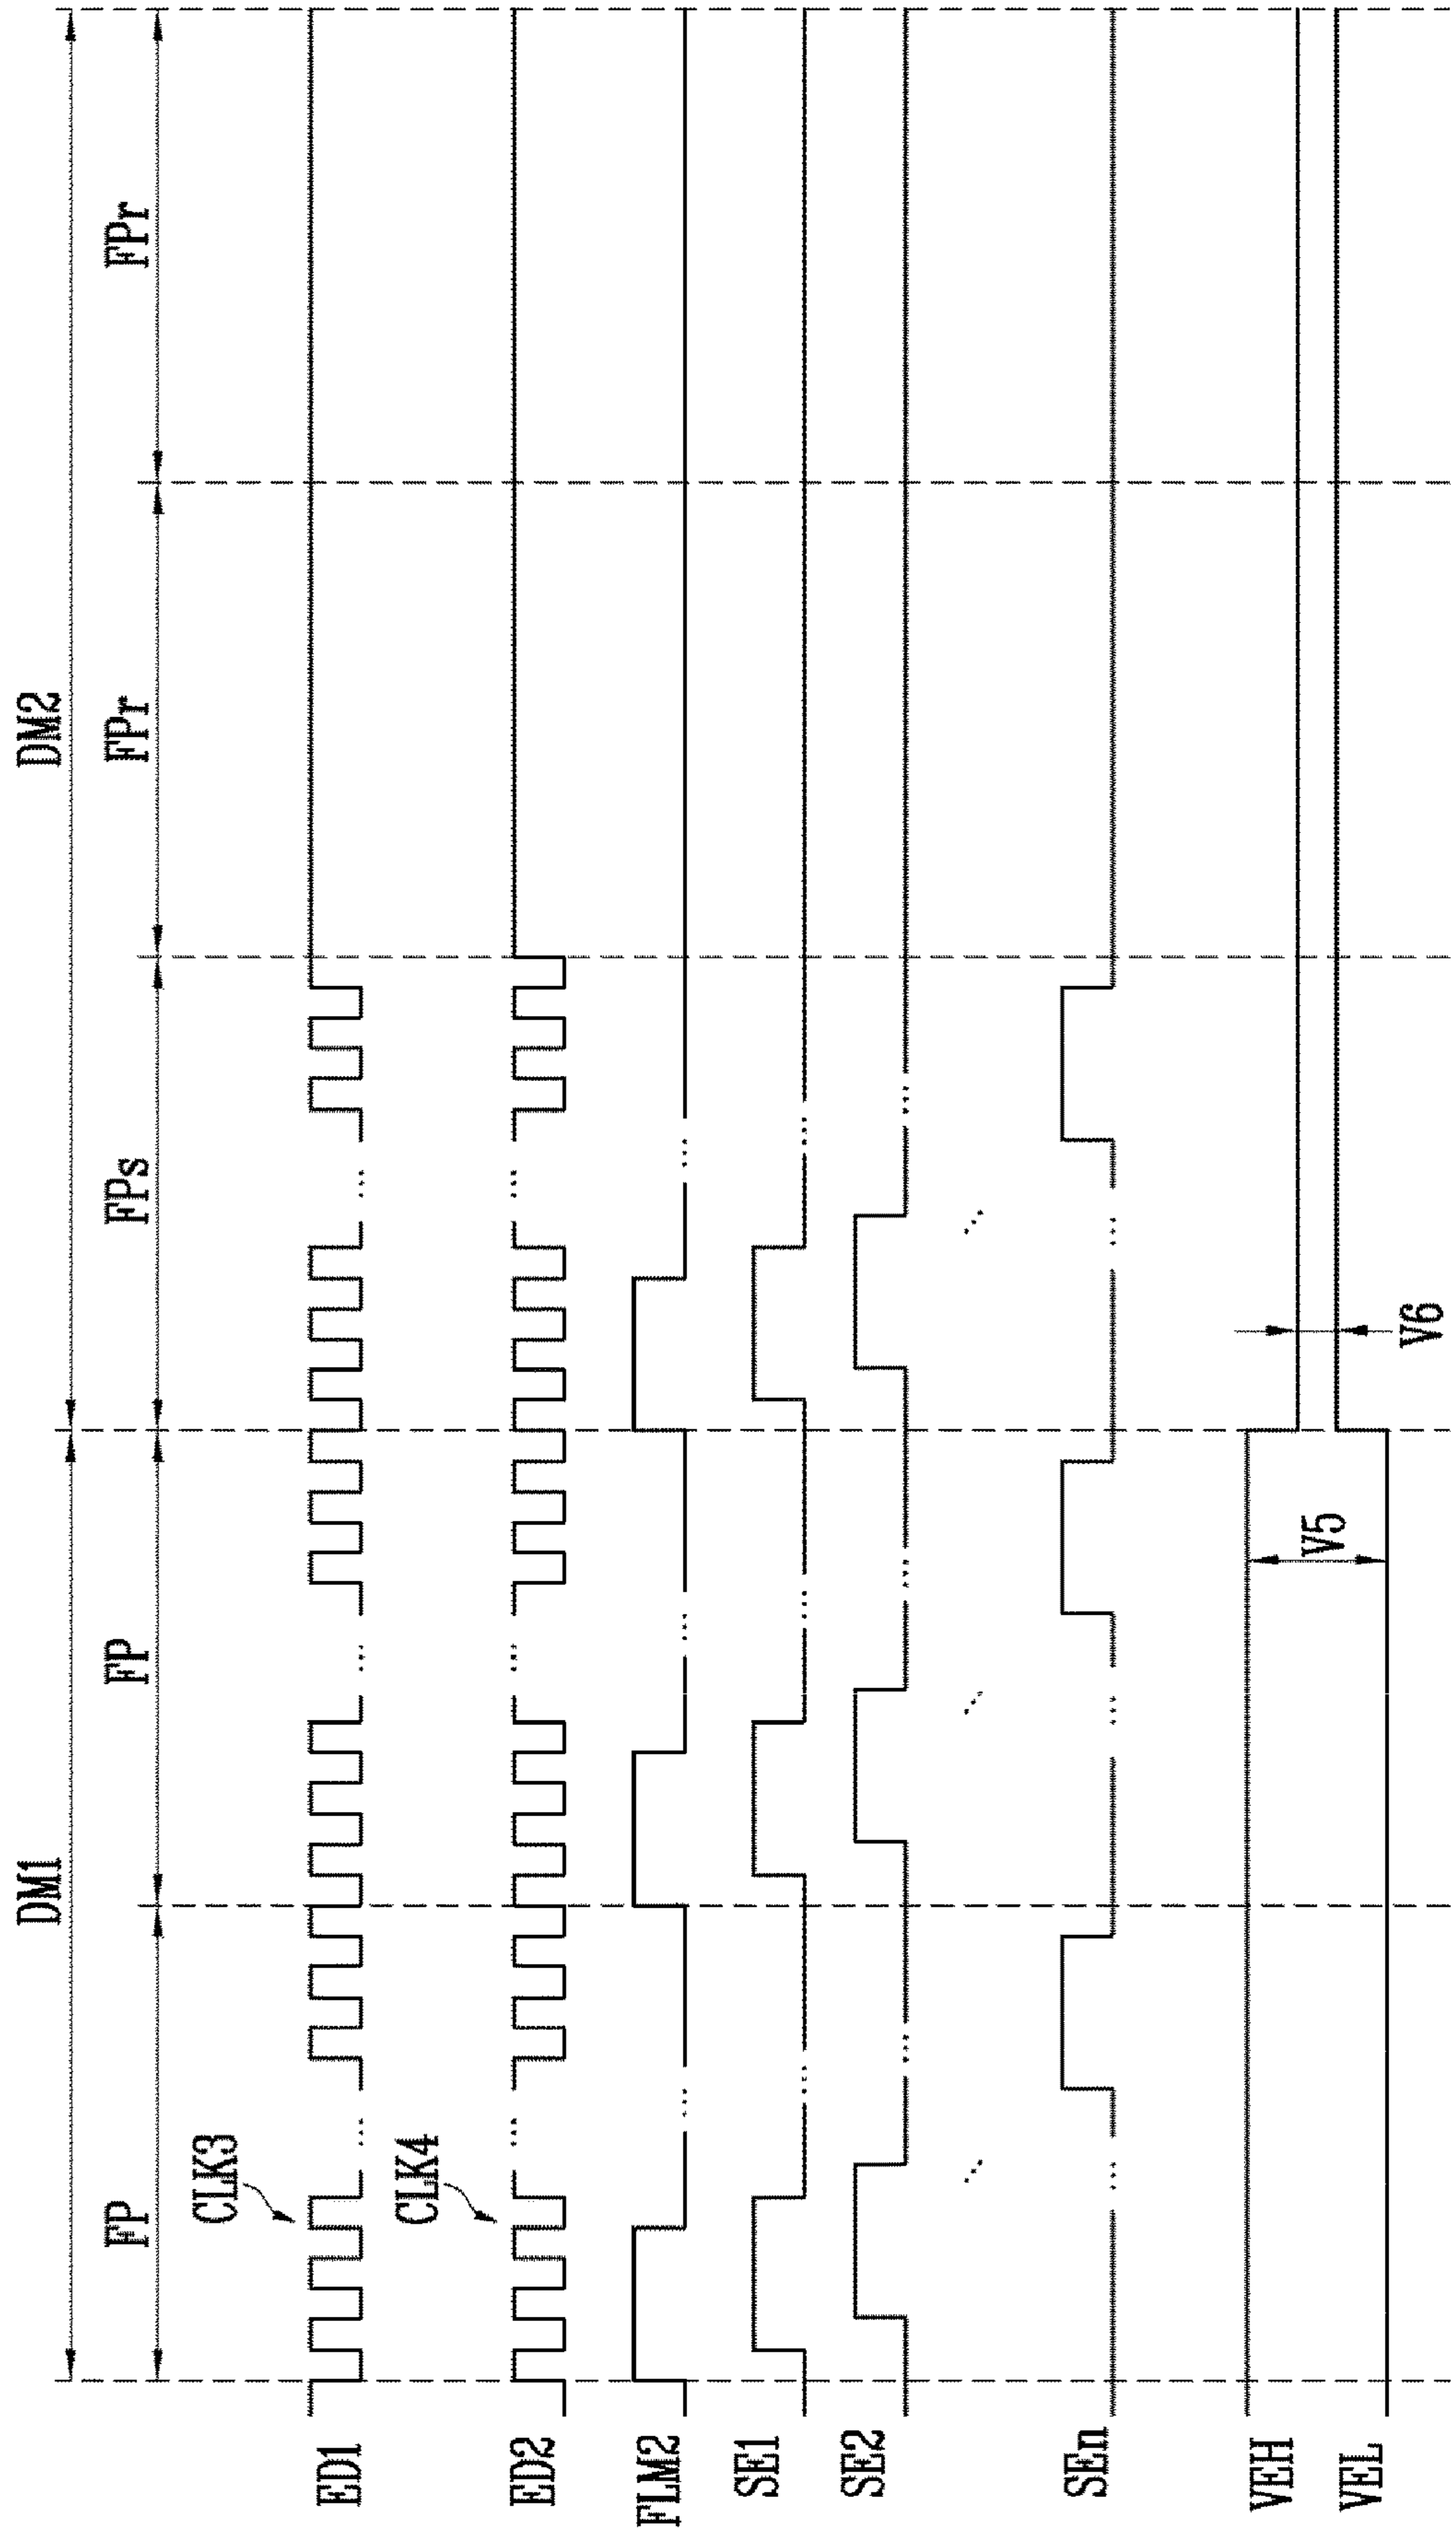 DM1
DM2
FP
FP
FPs
FPr
FPr
CLK3
ED1
CLK4
ED2
FLM2
SE1
SE2
SEn
VEH
V5
V6
VEL